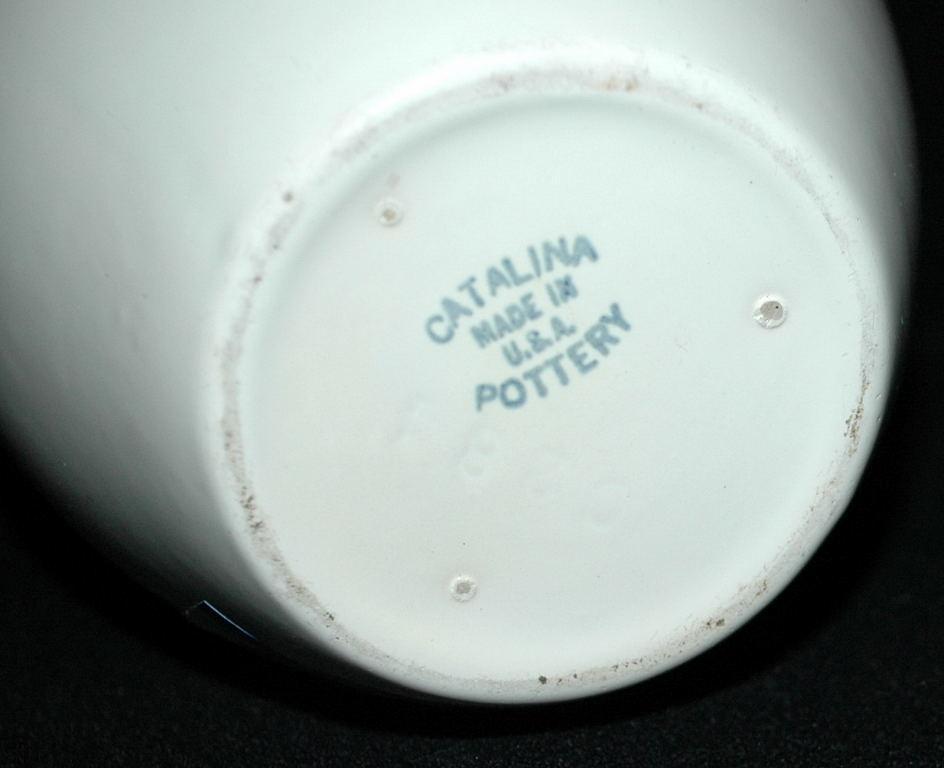 CATALINA
MADE IN
U.S.A.
POTTERY